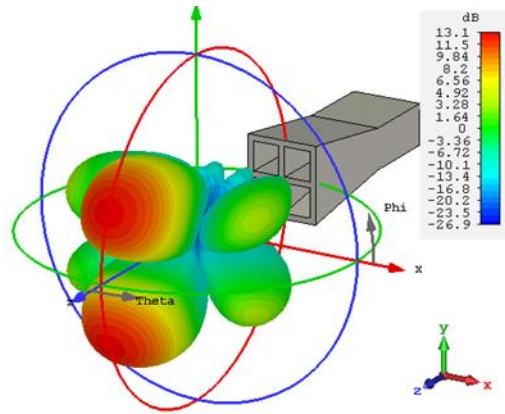 dB
13.1
11.5
9.84
8.2
6.56
4.92
3.28
1.64
0
-3.36
-6.72
-10.1
-13.4
-16.8
-20.2
-23.5
-26.9
Phi
x
z
Theta
y
z
x